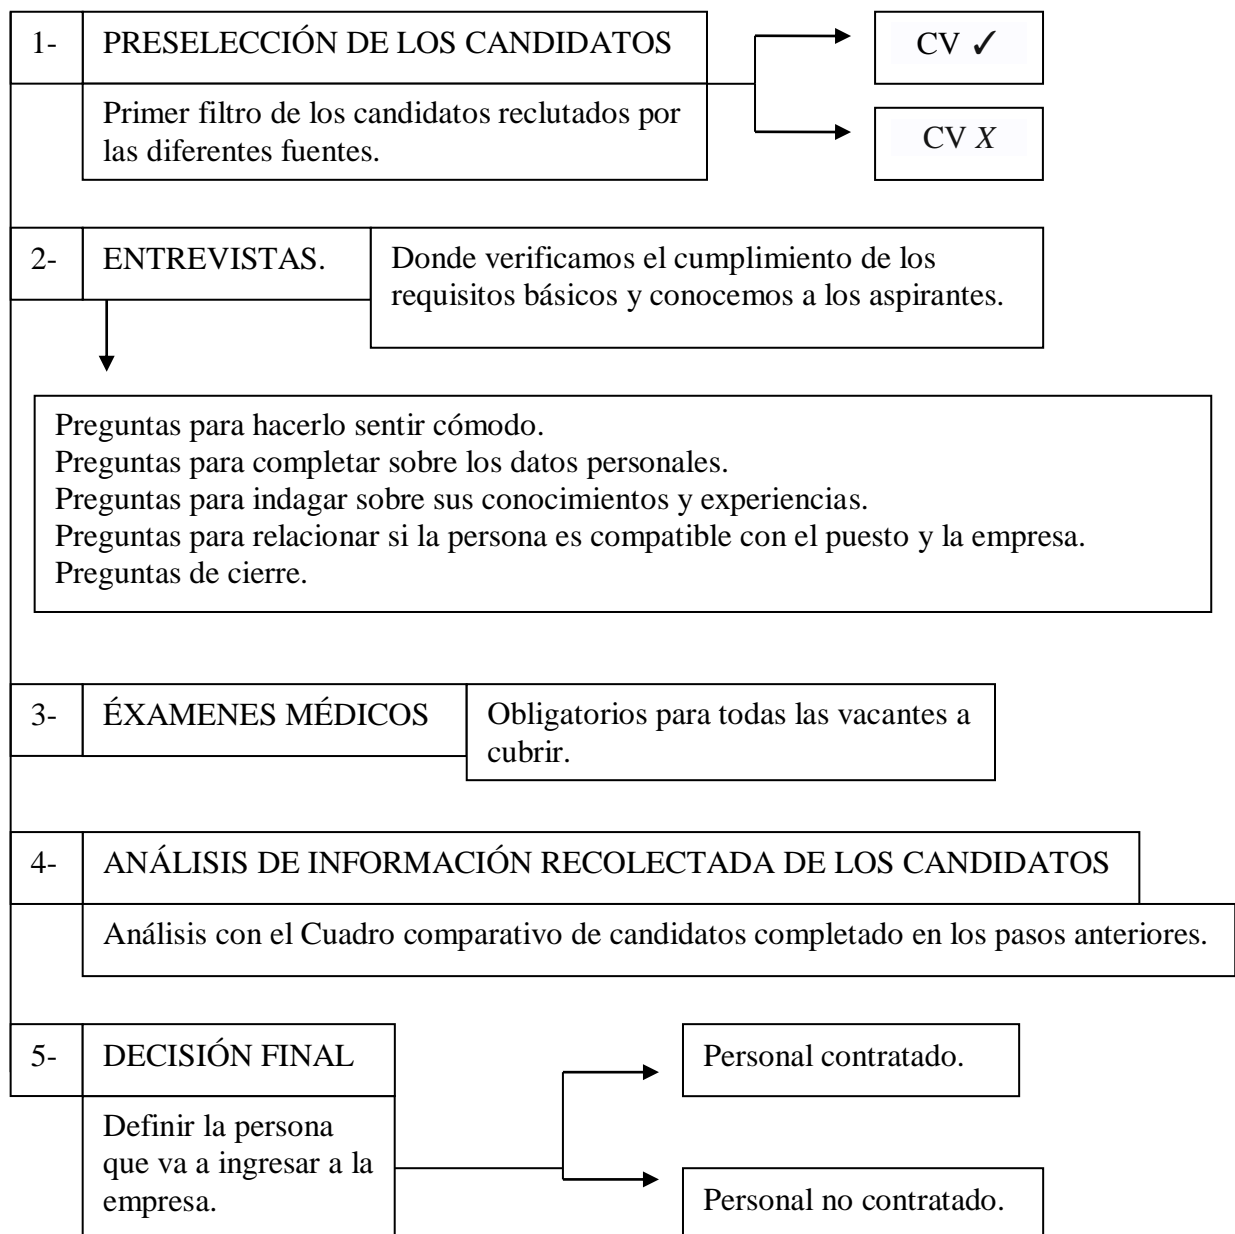 1- PRESELECCIÓN DE LOS CANDIDATOS
CV ✓
Primer filtro de los candidatos reclutados por
las diferentes fuentes.
CV X
2- ENTREVISTAS.
Donde verificamos el cumplimiento de los
requisitos básicos y conocemos a los aspirantes.
Preguntas para hacerlo sentir cómodo.
Preguntas para completar sobre los datos personales.
Preguntas para indagar sobre sus conocimientos y experiencias.
Preguntas para relacionar si la persona es compatible con el puesto y la empresa.
Preguntas de cierre.
3- ÉXAMENES MÉDICOS
Obligatorios para todas las vacantes a
cubrir.
4- ANÁLISIS DE INFORMACIÓN RECOLECTADA DE LOS CANDIDATOS
Análisis con el Cuadro comparativo de candidatos completado en los pasos anteriores.
5- DECISIÓN FINAL
Personal contratado.
Definir la persona
que va a ingresar a la
empresa.
Personal no contratado.